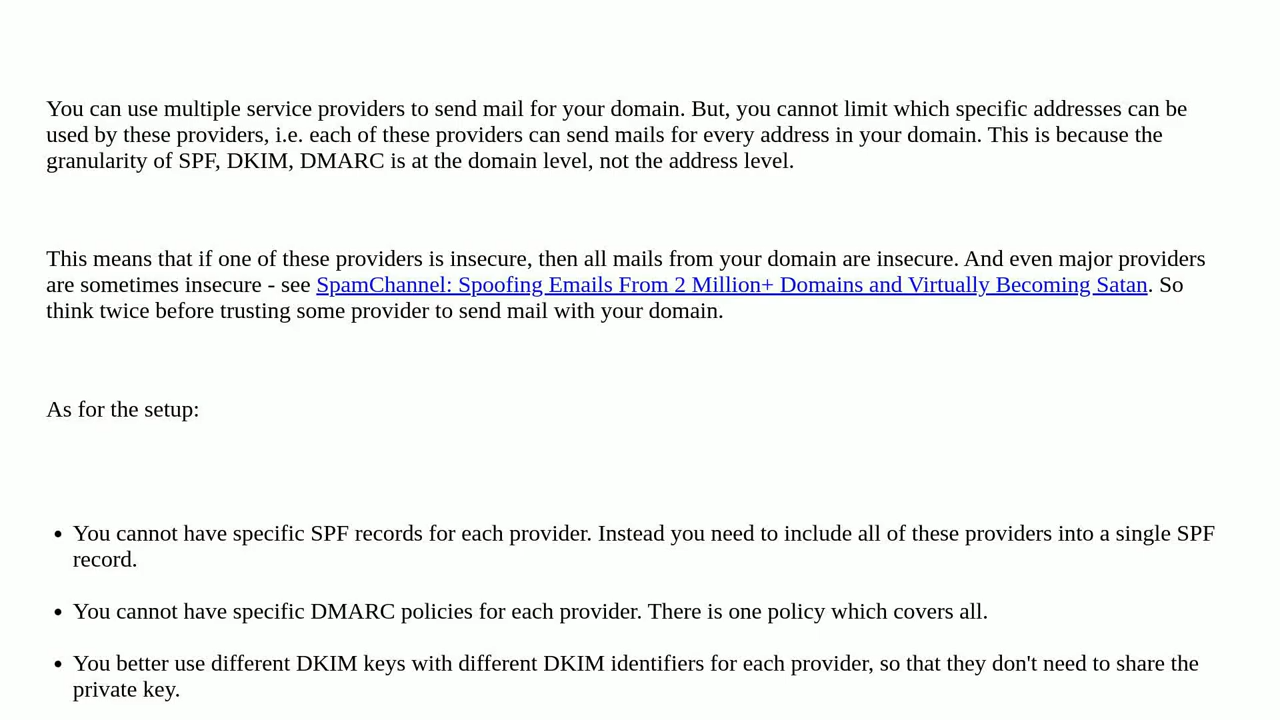 You can use multiple service providers to send mail for your domain. But, you cannot limit which specific addresses can be
used by these providers, i.e. each of these providers can send mails for every address in your domain. This is because the
granularity of SPF, DKIM, DMARC is at the domain level, not the address level.
This means that if one of these providers is insecure, then all mails from your domain are insecure. And even major providers
are sometimes insecure - see SpamChannel: Spoofing Emails From 2 Million+ Domains and Virtually Becoming Satan. So
think twice before trusting some provider to send mail with your domain.
As for the setup:
• You cannot have specific SPF records for each provider. Instead you need to include all of these providers into a single SPF
record.
• You cannot have specific DMARC policies for each provider. There is one policy which covers all.
• You better use different DKIM keys with different DKIM identifiers for each provider, so that they don't need to share the
private key.